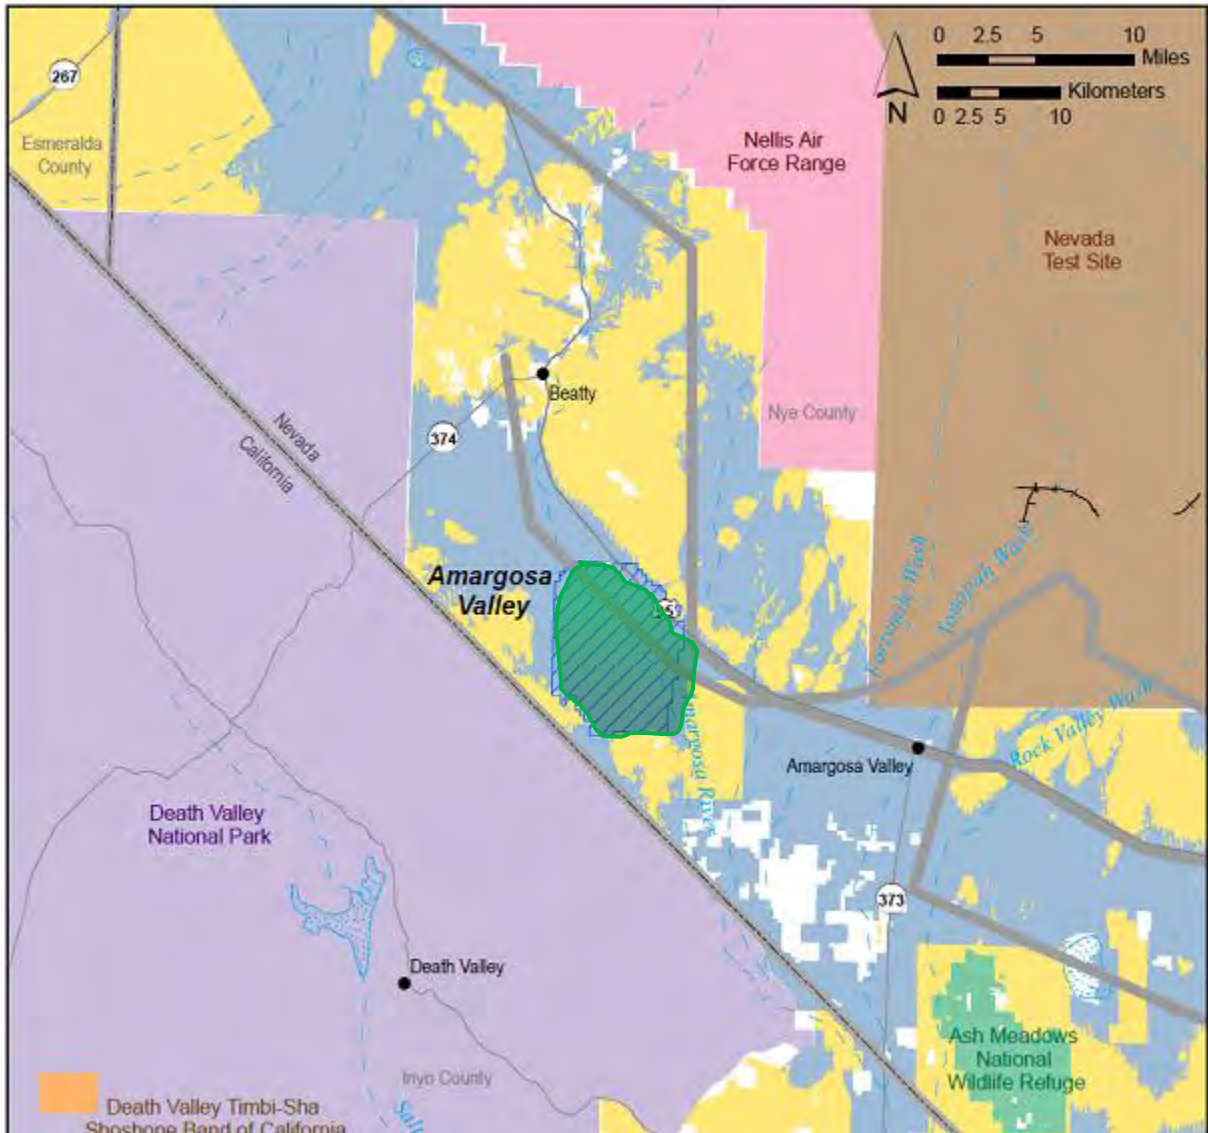 0 2.5 5 10
Miles
Kilometers
0 2.5 5 10
N
267
Esmeralda
County
Nellis Air
Force Range
Nevada
Test Site
Beatty
Nye County
374
Nevada
California
Amargosa
Valley
Fortymile Wash
Topopah Wash
Rock Valley Wash
Amargosa River
Amargosa Valley
Death Valley
National Park
373
Death Valley
Ash Meadows
National
Wildlife Refuge
Inyo County
Death Valley Timbi-Sha
Shoshone Band of California